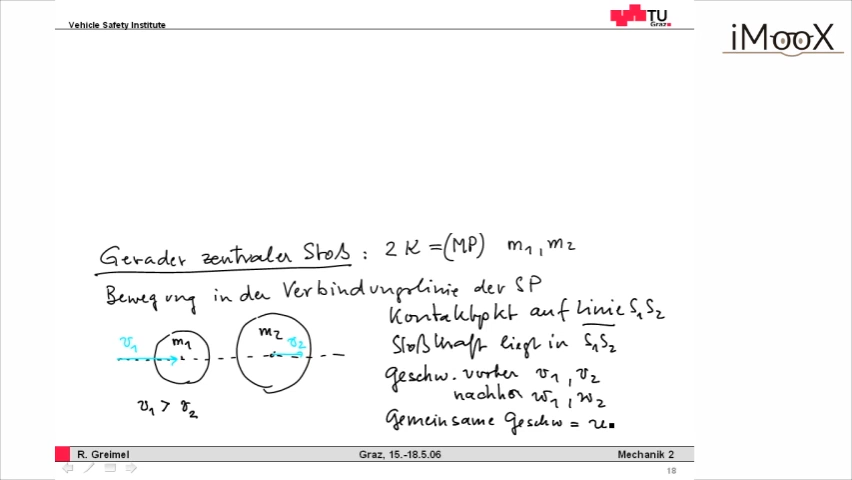 Vehicle Safety Institute
TU
Graz
iMooX
Gerader zentraler Stoß : 2 K = (MP) m1, m2
Bewegung in der Verbindungslinie der SP
Kontaktpkt auf Linie S1S2
Stoßkraft liegt in S1S2
Geschw. vorher v1, v2
nachher w1, w2
Gemeinsame Geschw = u
v1
m1
m2
v2
v1 > v2
R. Greimel
Graz, 15.-18.5.06
Mechanik 2
18